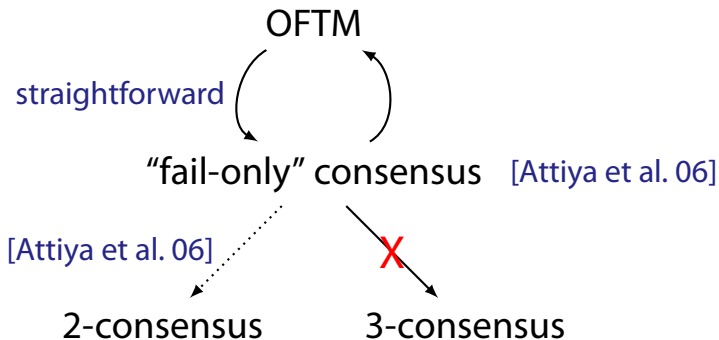 OFTM
straightforward
“fail-only” consensus [Attiya et al. 06]
[Attiya et al. 06]
X
2-consensus 3-consensus